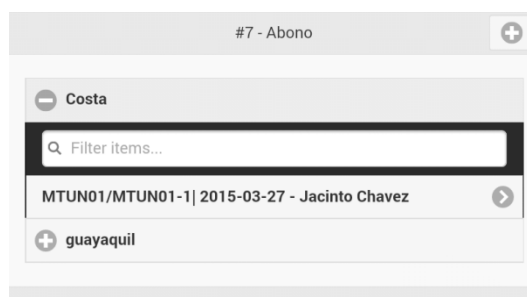 #7 - Abono
Costa
Filter items...
MTUN01/MTUN01-1| 2015-03-27 - Jacinto Chavez
guayaquil